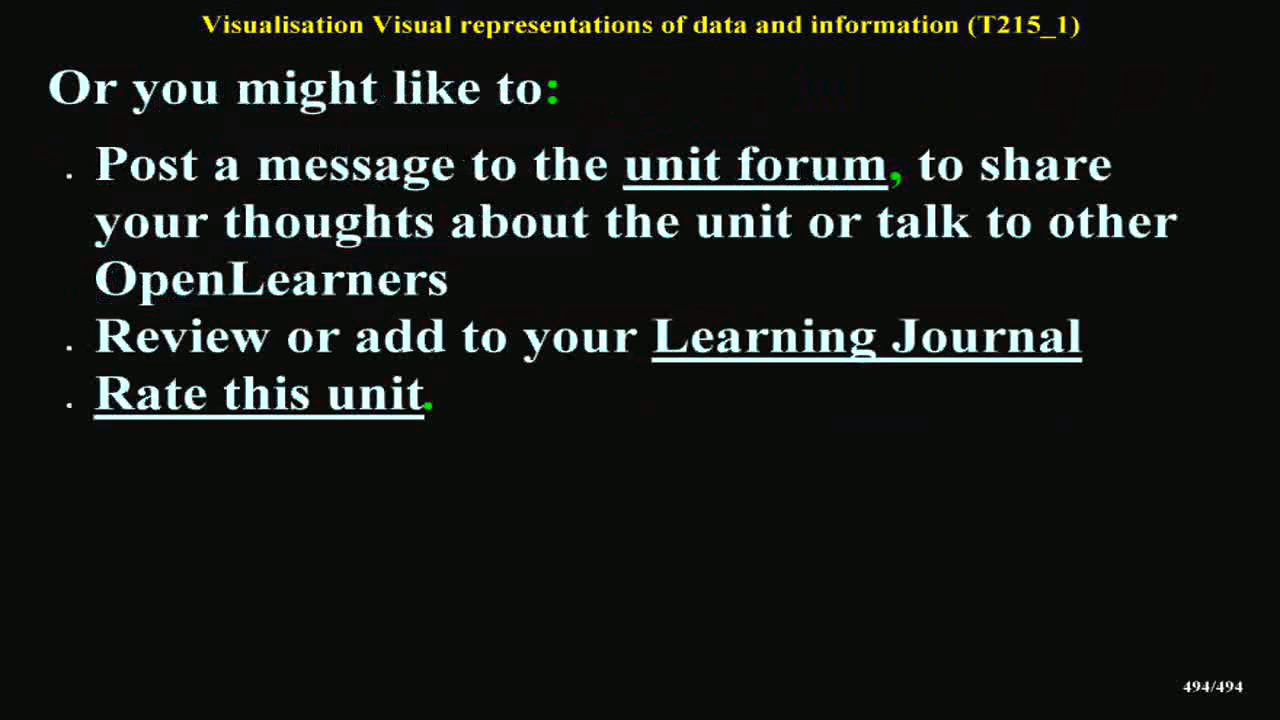 Visualisation Visual representations of data and information (T215_1)
Or you might like to:
. Post a message to the unit forum, to share
your thoughts about the unit or talk to other
OpenLearners
. Review or add to your Learning Journal
. Rate this unit.
494/494